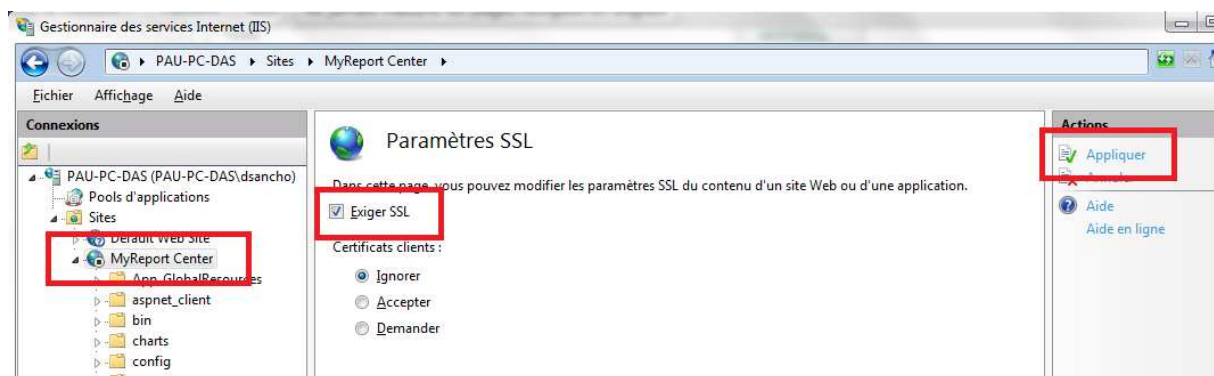 Gestionnaire des services Internet (IIS)
PAU-PC-DAS Sites MyReport Center
Fichier Affichage Aide
Connexions
PAU-PC-DAS (PAU-PC-DAS\dsancho)
Pools d'applications
Sites
Default Web Site
MyReport Center
App_GlobalResources
aspnet_client
bin
charts
config
Paramètres SSL
Dans cette page, vous pouvez modifier les paramètres SSL du contenu d'un site Web ou d'une application.
Exiger SSL
Certificats clients :
Ignorer
Accepter
Demander
Actions
Appliquer
Annuler
Aide
Aide en ligne